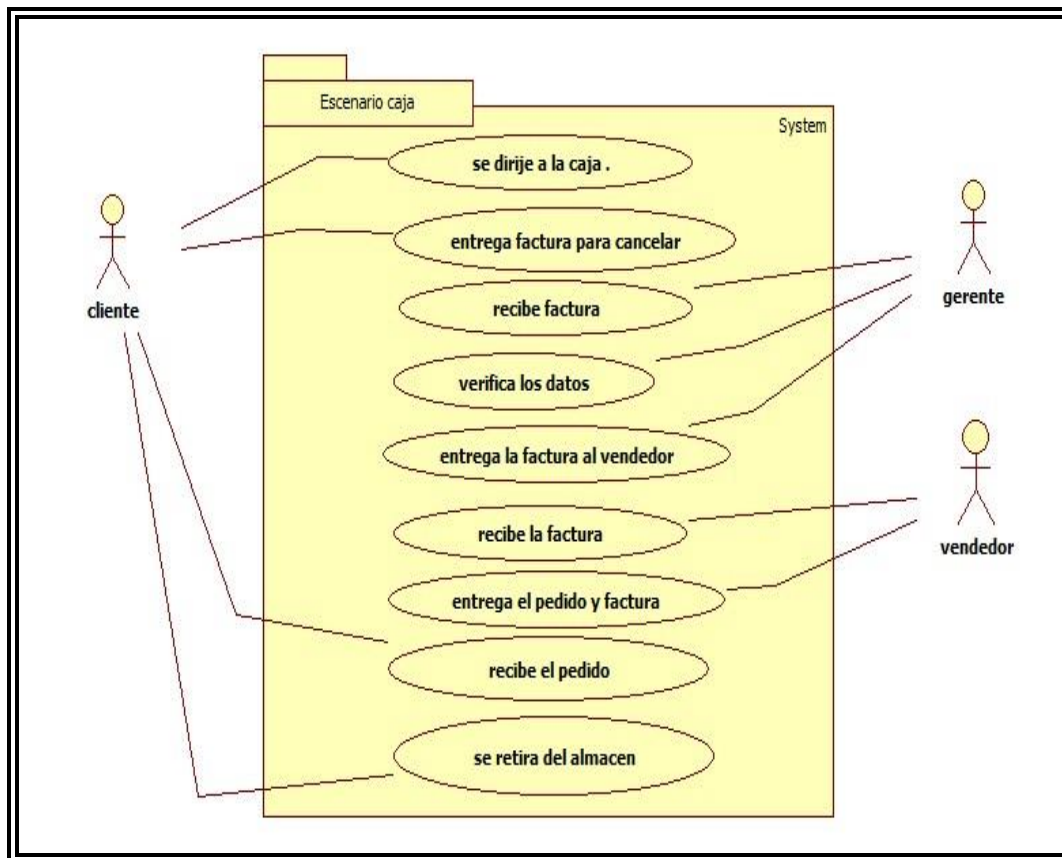 Escenario caja
System
se dirije a la caja .
entrega factura para cancelar
recibe factura
verifica los datos
entrega la factura al vendedor
recibe la factura
entrega el pedido y factura
recibe el pedido
se retira del almacen
cliente
gerente
vendedor